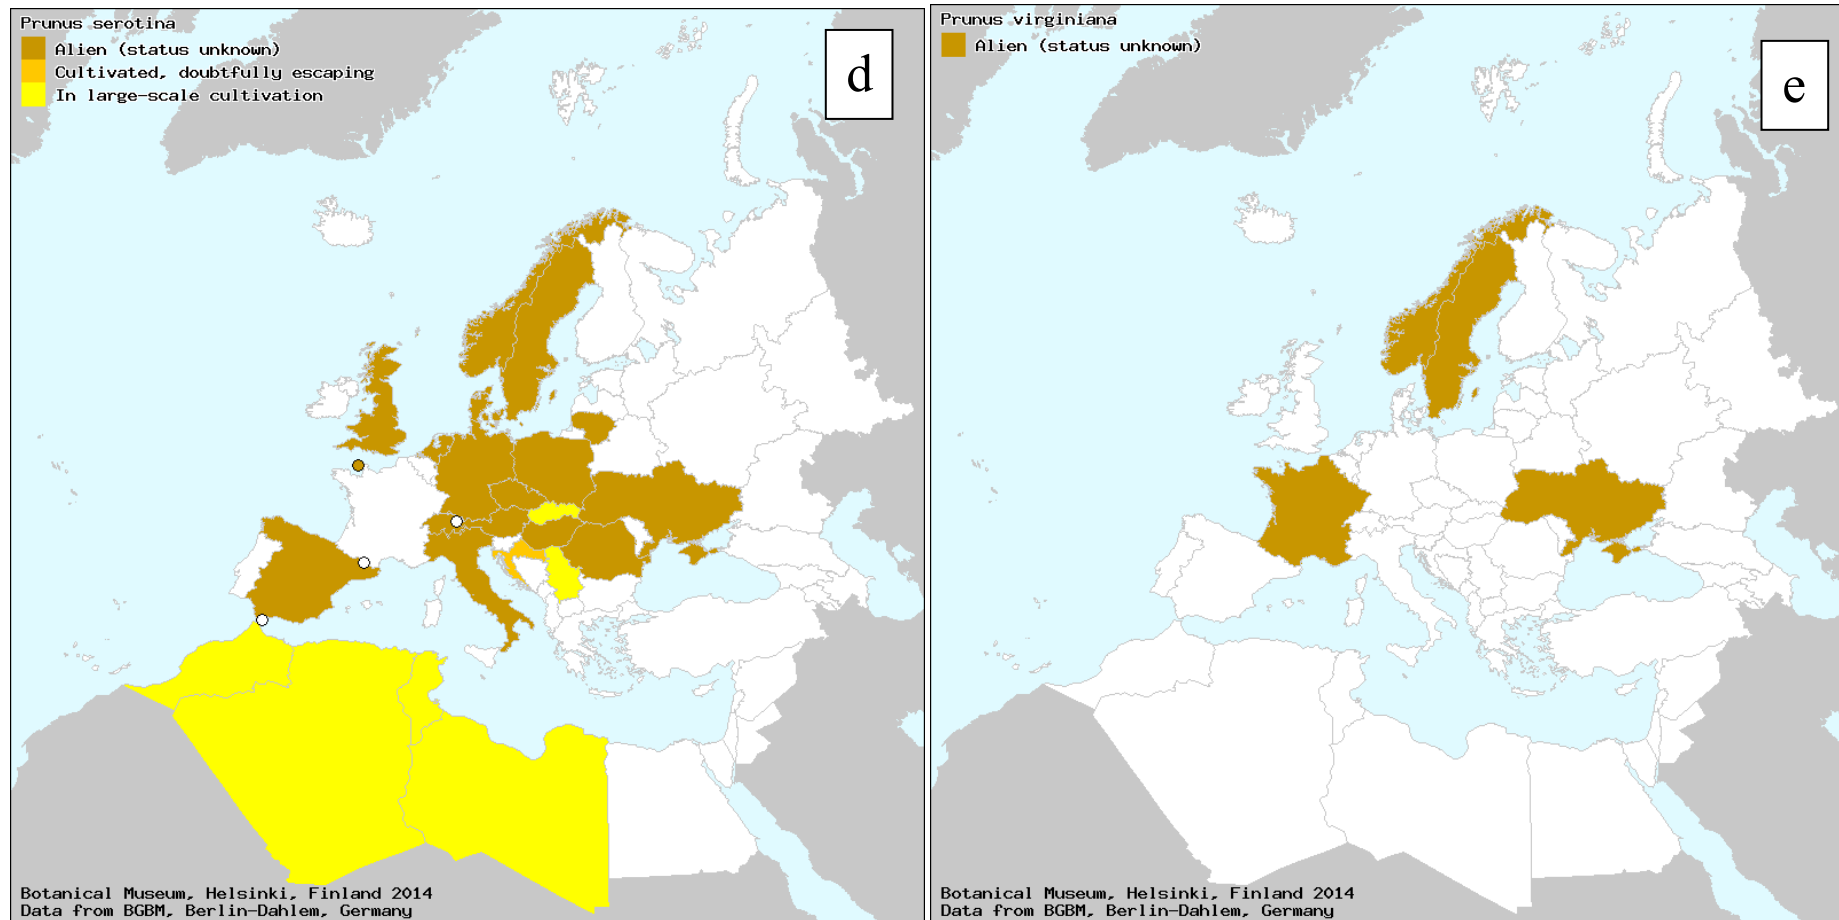 Prunus serotina
Alien (status unknown)
Cultivated, doubtfully escaping
In large-scale cultivation
d
Botanical Museum, Helsinki, Finland 2014
Data from BGBM, Berlin-Dahlem, Germany
Prunus virginiana
Alien (status unknown)
e
Botanical Museum, Helsinki, Finland 2014
Data from BGBM, Berlin-Dahlem, Germany